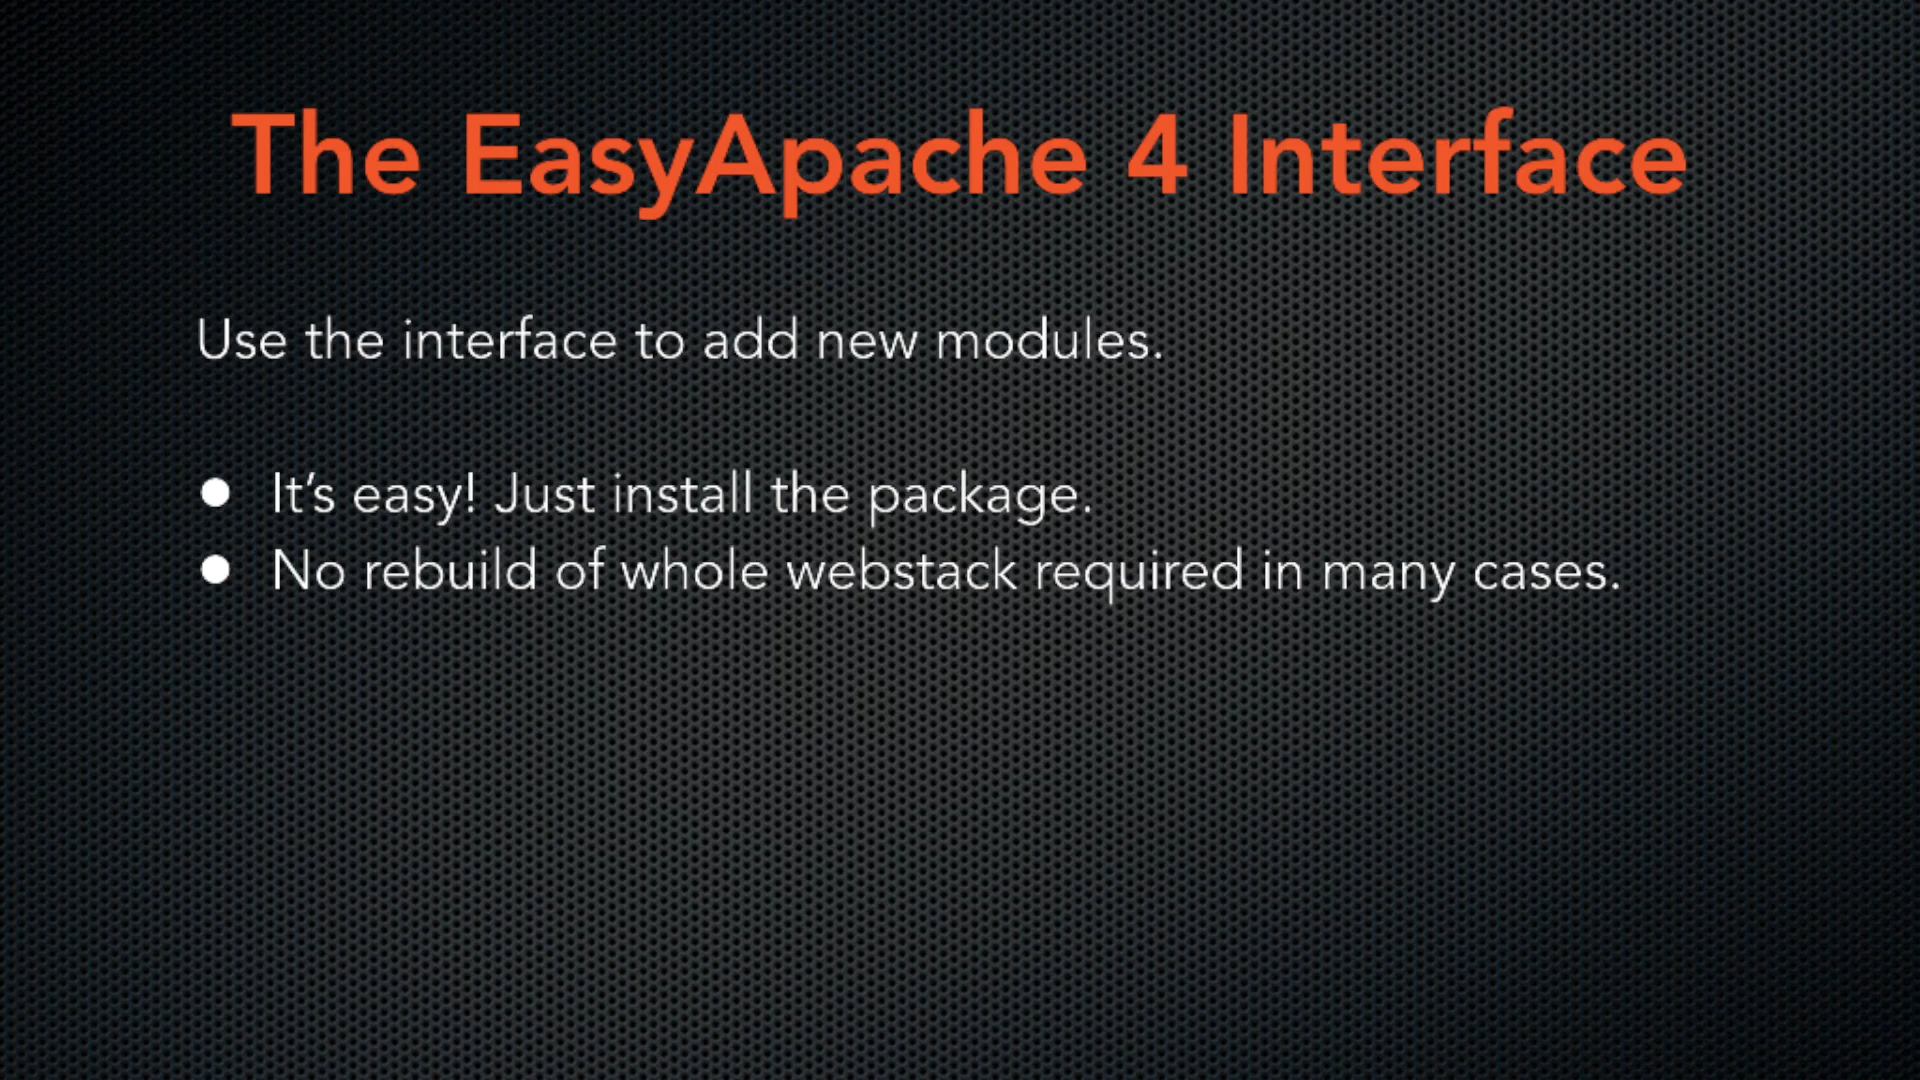 The EasyApache 4 Interface
Use the interface to add new modules.
● It’s easy! Just install the package.
● No rebuild of whole webstack required in many cases.